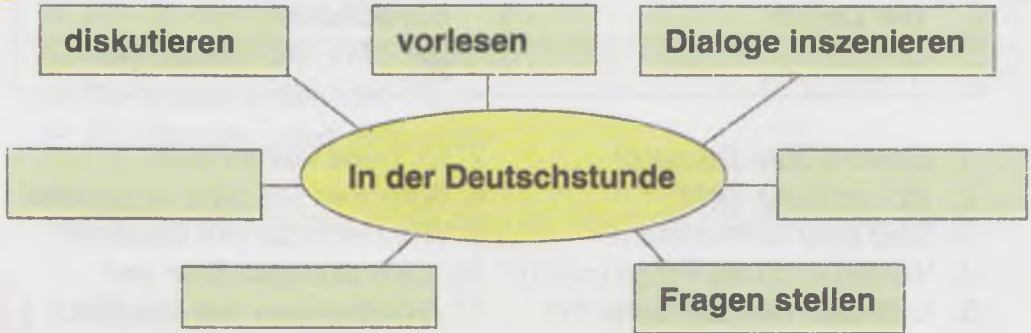 diskutieren
vorlesen
Dialoge inszenieren
In der Deutschstunde
Fragen stellen